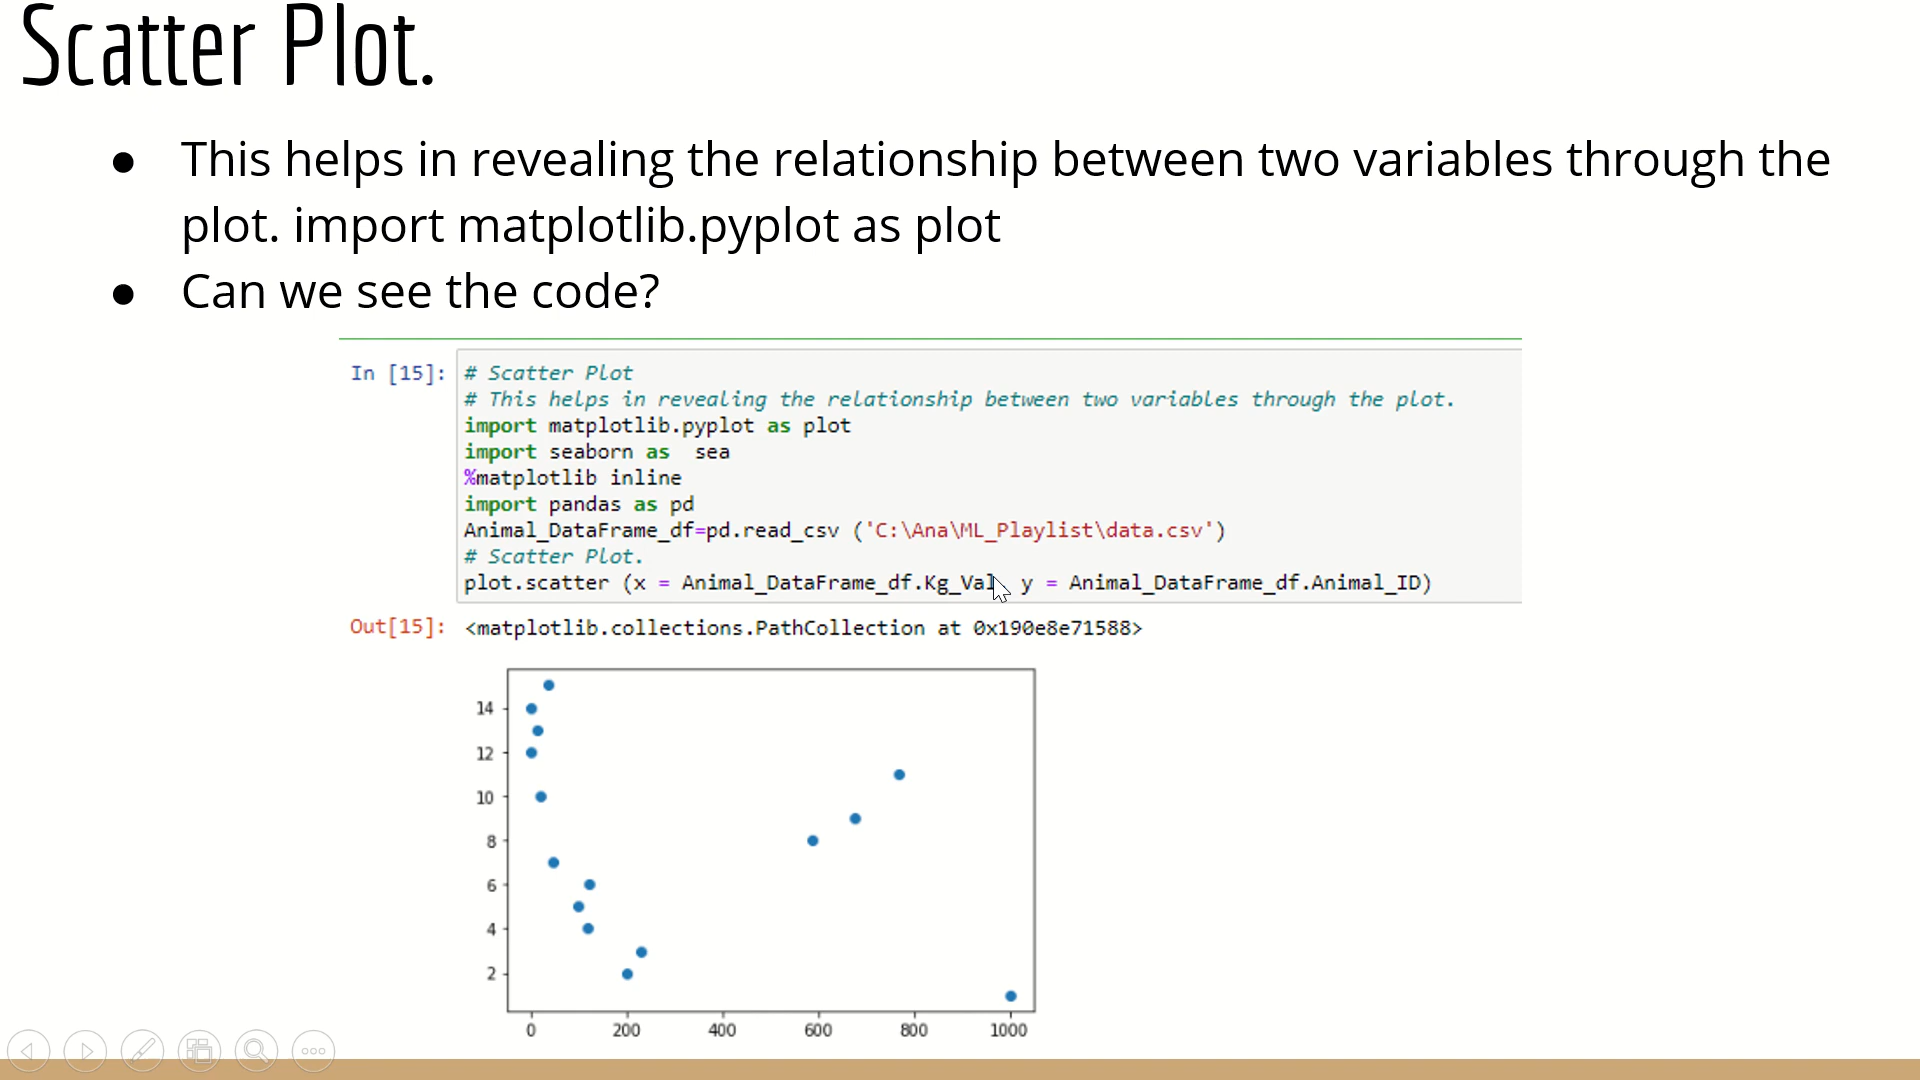 Scatter Plot.
● This helps in revealing the relationship between two variables through the
plot. import matplotlib.pyplot as plot
● Can we see the code?
In [15]: # Scatter Plot
# This helps in revealing the relationship between two variables through the plot.
import matplotlib.pyplot as plot
import seaborn as  sea
%matplotlib inline
import pandas as pd
Animal_DataFrame_df=pd.read_csv ('C:\Ana\ML_Playlist\data.csv')
# Scatter Plot.
plot.scatter (x = Animal_DataFrame_df.Kg_Val, y = Animal_DataFrame_df.Animal_ID)
Out[15]: <matplotlib.collections.PathCollection at 0x190e8e71588>
14
12
10
8
6
4
2
0 200 400 600 800 1000